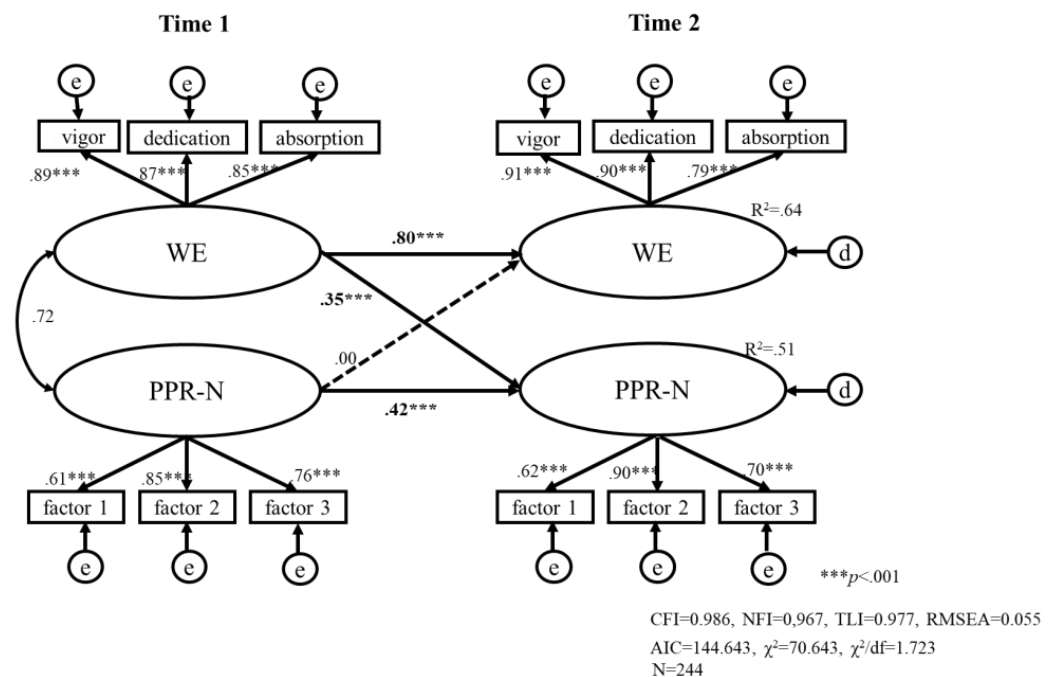 Time 1 Time 2
e e e e e e
vigor dedication absorption vigor dedication absorption
.89*** .87*** .85*** .91*** .90*** .79***
R²=.64
WE .80*** WE d
.35***
.72
.00
R²=.51
PPR-N .42*** PPR-N d
.61*** .85*** .76*** .62*** .90*** .70***
factor 1 factor 2 factor 3 factor 1 factor 2 factor 3
e e e e e e
***p<.001
CFI=0.986, NFI=0,967, TLI=0.977, RMSEA=0.055
AIC=144.643, χ²=70.643, χ²/df=1.723
N=244